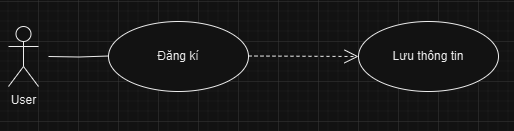 Đăng kí
Lưu thông tin
User